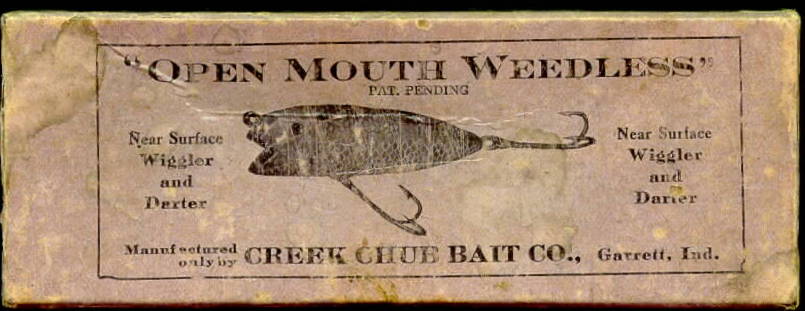 "OPEN MOUTH WEEDLESS"
PAT. PENDING
Near Surface
Wiggler
and
Darter
Near Surface
Wiggler
and
Darter
Manufactured
only by
CREEK CHUB BAIT CO., Garrett, Ind.